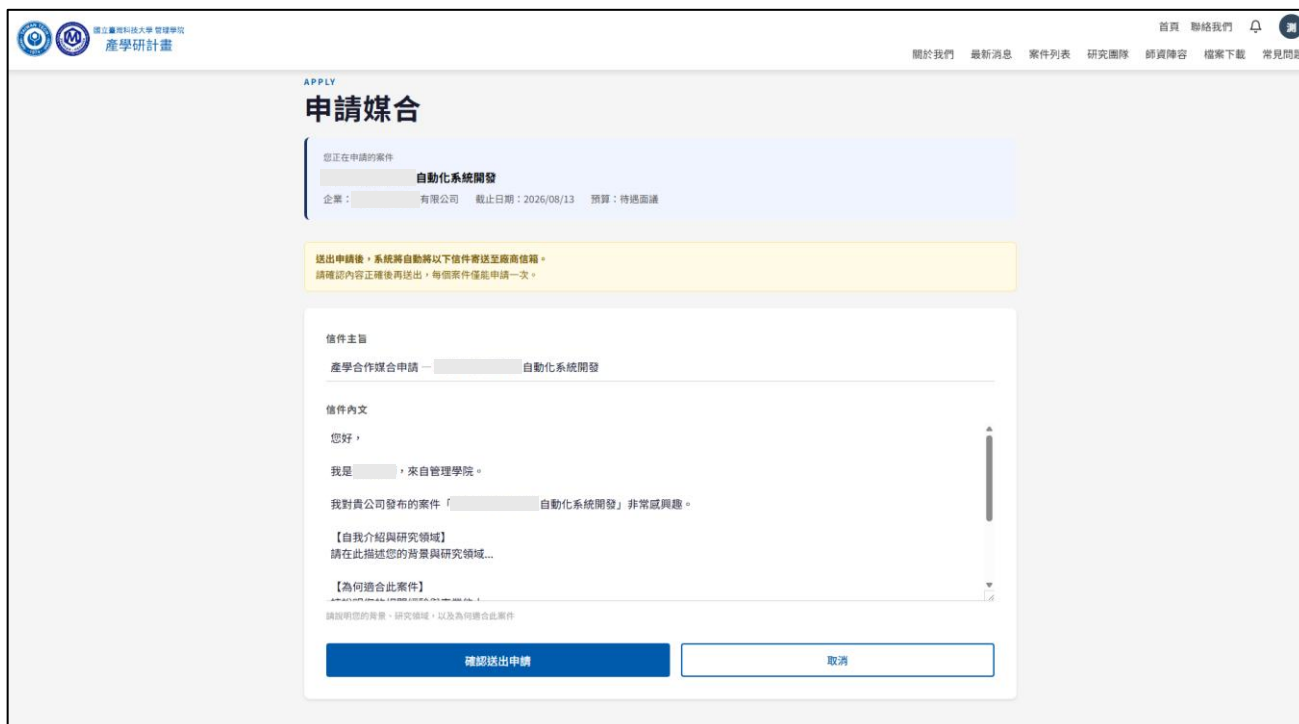 國立臺灣科技大學 管理學院
產學研計畫
首頁 聯絡我們 測
關於我們 最新消息 案件列表 研究團隊 師資陣容 檔案下載 常見問題
APPLY
申請媒合
您正在申請的案件
自動化系統開發
企業： 有限公司 截止日期：2026/08/13 預算：待遇面議
送出申請後，系統將自動將以下信件寄送至廠商信箱。
請確認內容正確後再送出，每個案件僅能申請一次。
信件主旨
產學合作媒合申請 — 自動化系統開發
信件內文
您好，
我是 ，來自管理學院。
我對貴公司發布的案件「 自動化系統開發」非常感興趣。
【自我介紹與研究領域】
請在此描述您的背景與研究領域...
【為何適合此案件】
請說明您的背景、研究領域，以及為何適合此案件
確認送出申請 取消